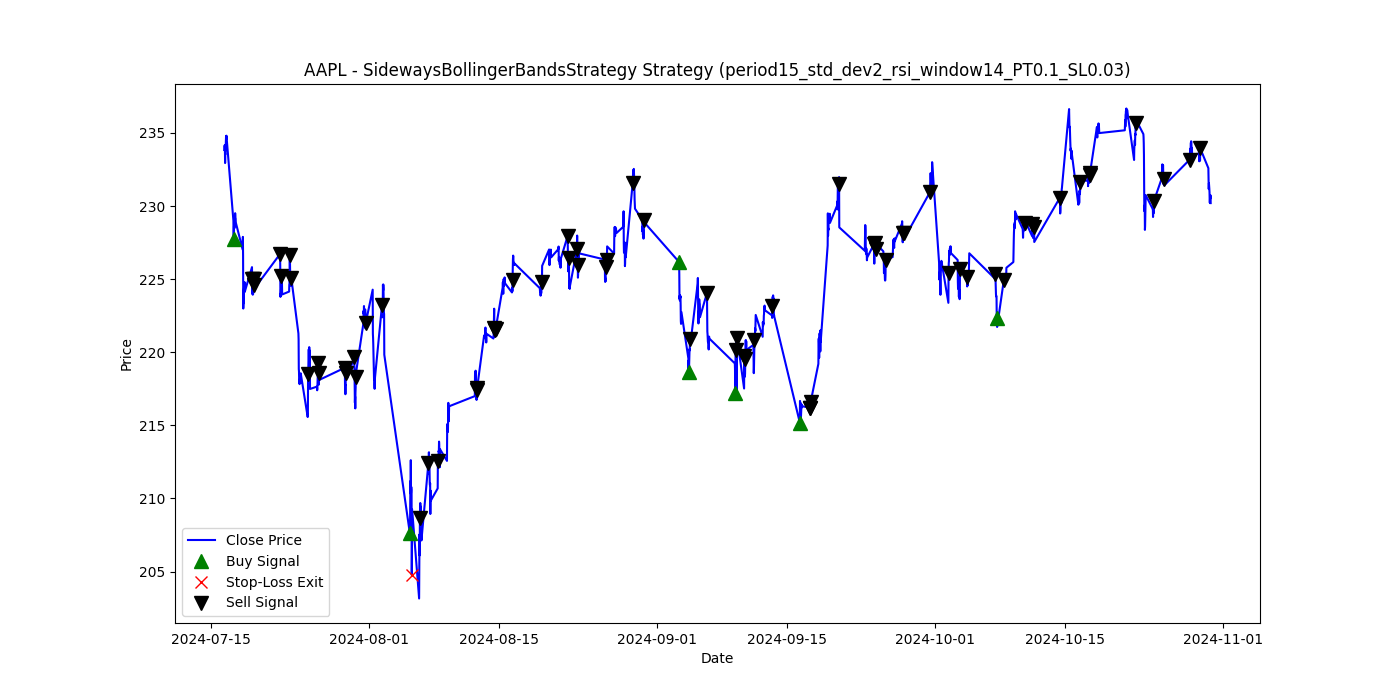 AAPL - SidewaysBollingerBandsStrategy Strategy (period15_std_dev2_rsi_window14_PT0.1_SL0.03)
Price
235
230
225
220
215
210
205
Close Price
Buy Signal
Stop-Loss Exit
Sell Signal
2024-07-15 2024-08-01 2024-08-15 2024-09-01 2024-09-15 2024-10-01 2024-10-15 2024-11-01
Date